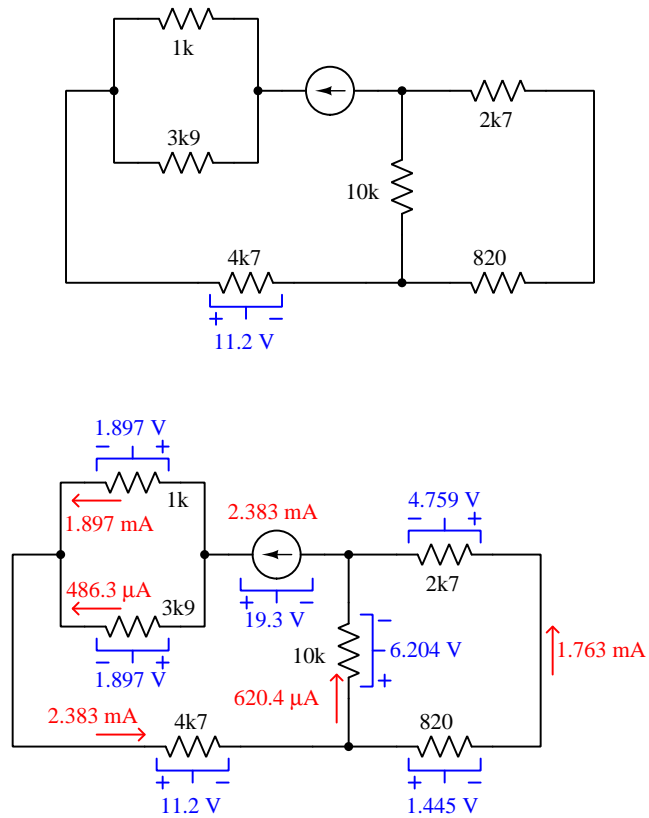 1k
3k9
2k7
10k
4k7
820
+ −
11.2 V
1.897 V
− +
1k
1.897 mA
2.383 mA
4.759 V
− +
2k7
486.3 µA
3k9
+ −
19.3 V
− +
1.897 V
−
10k
6.204 V
+
1.763 mA
620.4 µA
2.383 mA
4k7
820
+ −
11.2 V
+ −
1.445 V